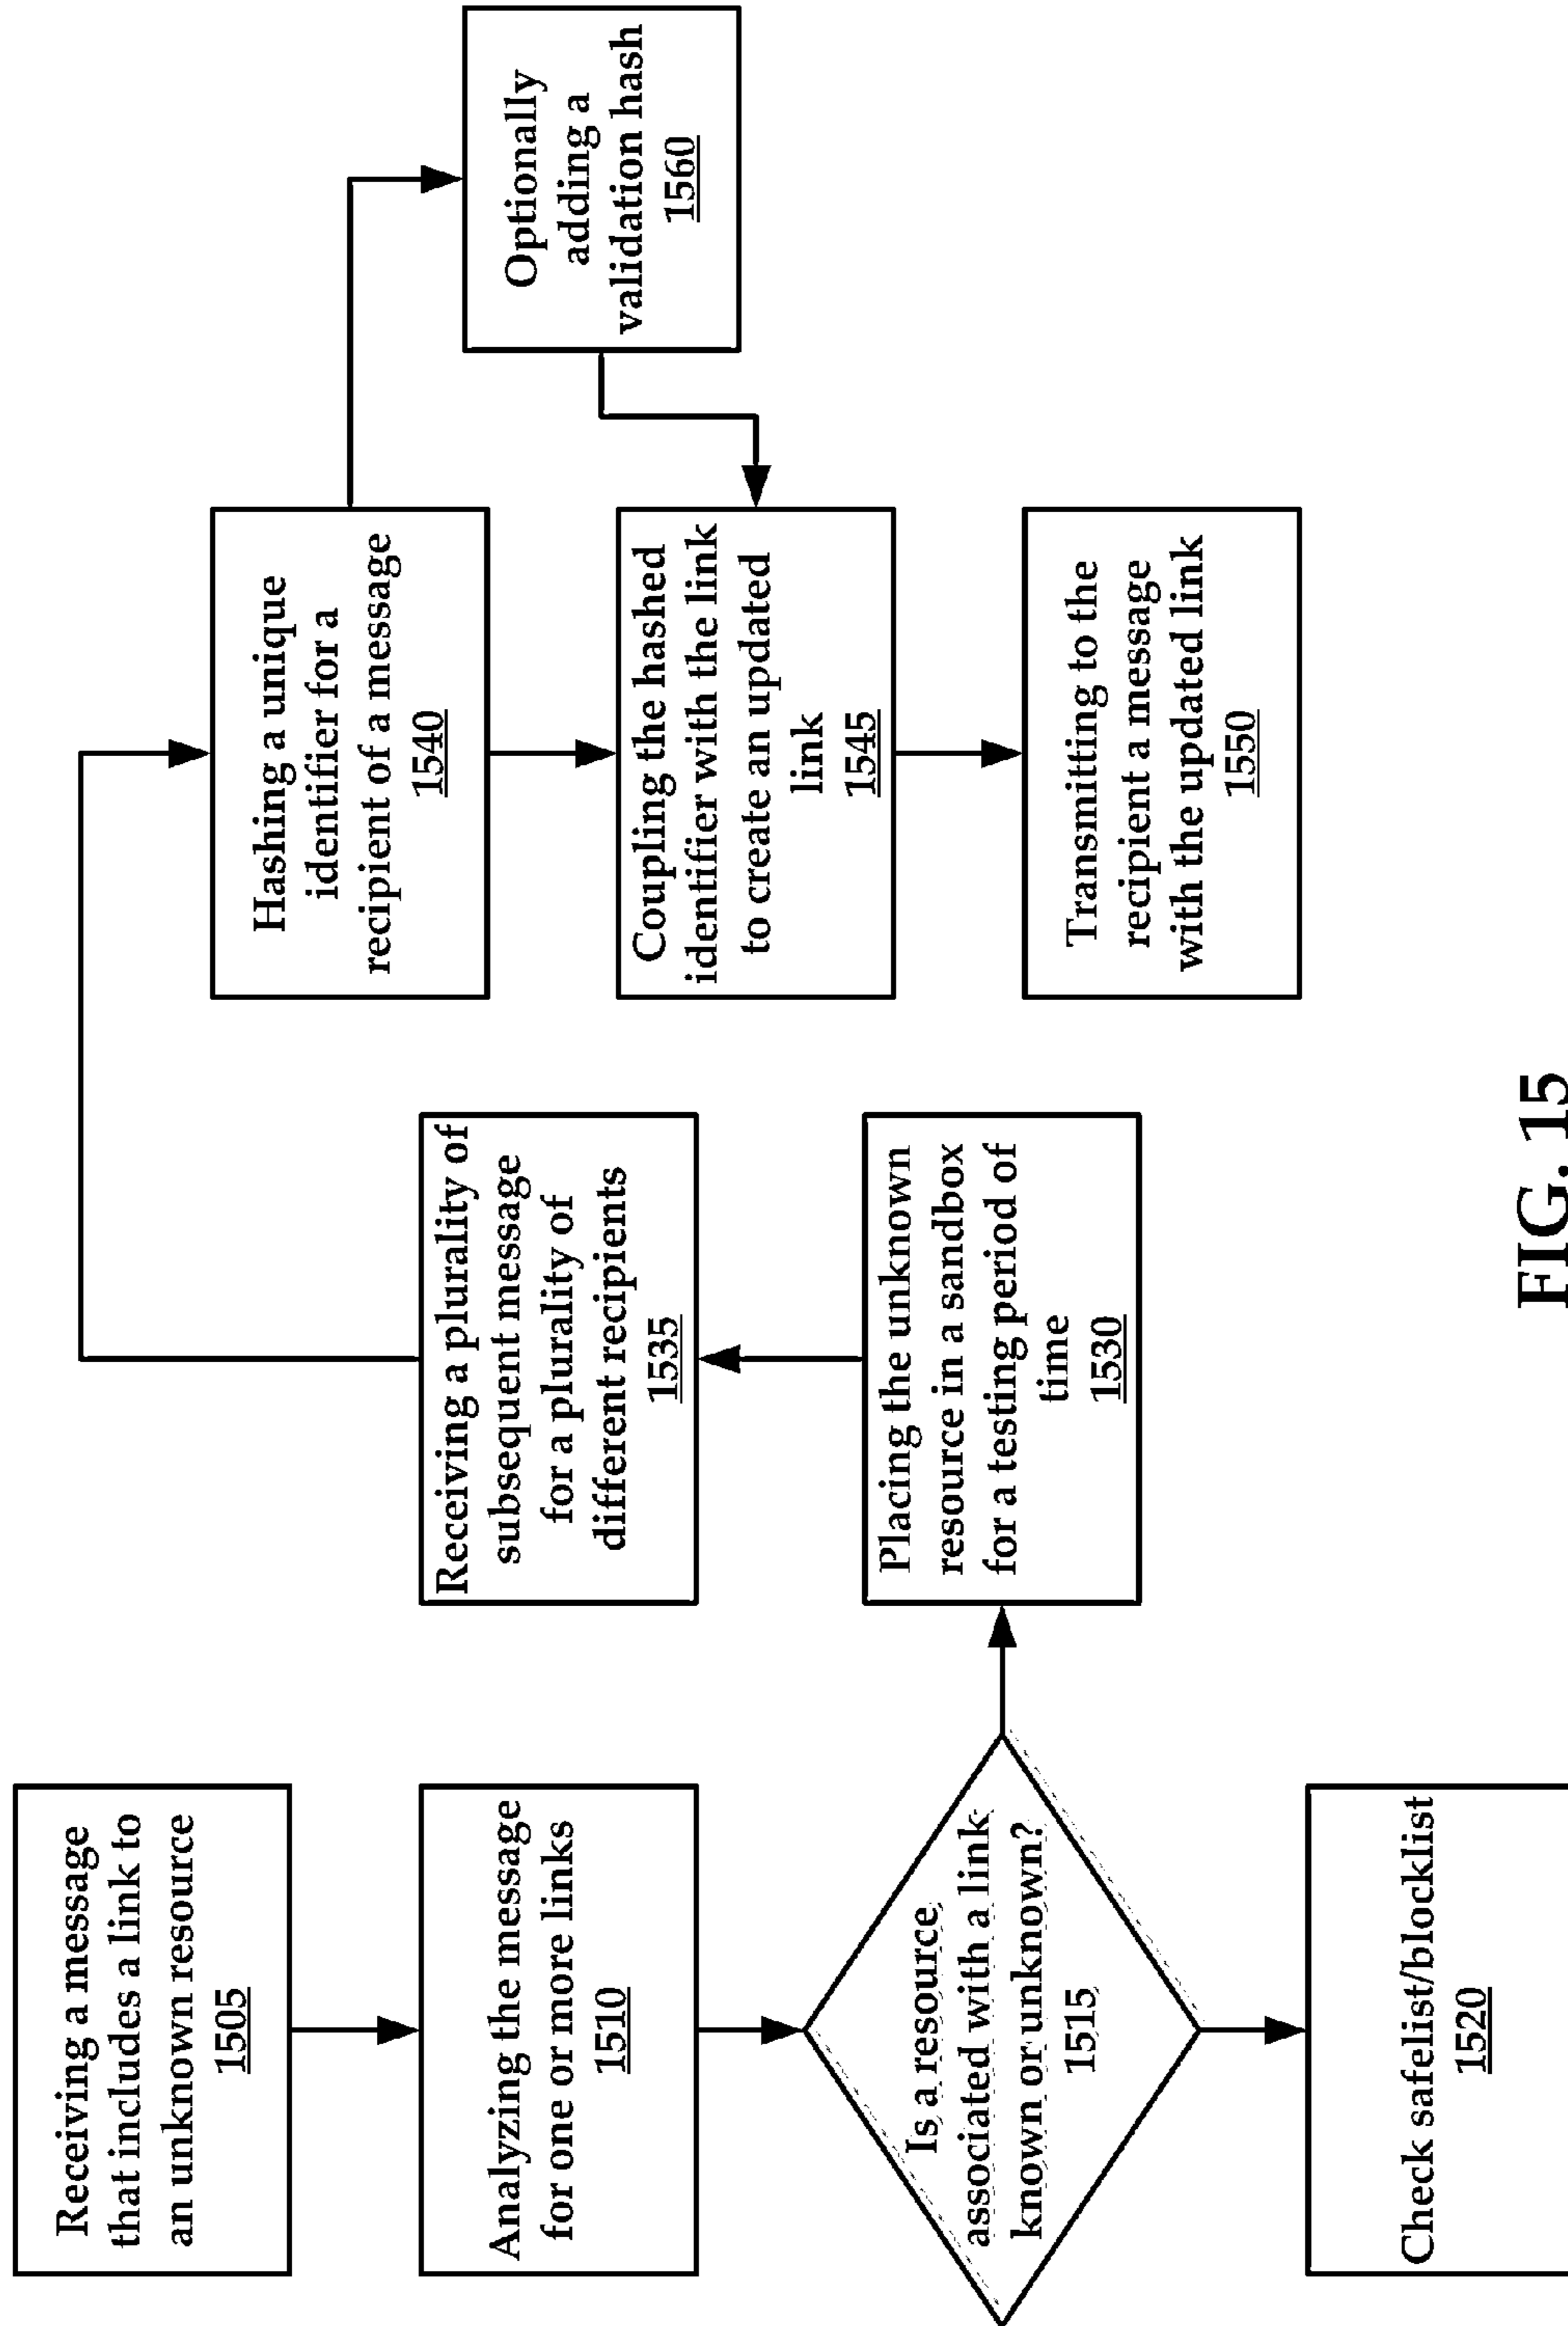 Receiving a message
that includes a link to
an unknown resource
1505
Analyzing the message
for one or more links
1510
Is a resource
associated with a link
known or unknown?
1515
Check safelist/blocklist
1520
Placing the unknown
resource in a sandbox
for a testing period of
time
1530
Receiving a plurality of
subsequent message
for a plurality of
different recipients
1535
Hashing a unique
identifier for a
recipient of a message
1540
Optionally
adding a
validation hash
1560
Coupling the hashed
identifier with the link
to create an updated
link
1545
Transmitting to the
recipient a message
with the updated link
1550
FIG. 15